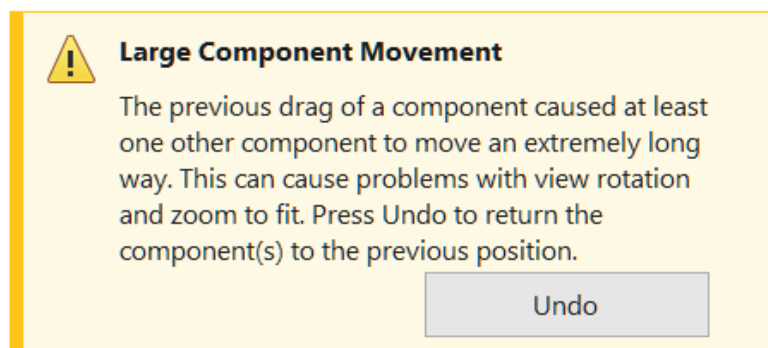 Large Component Movement
The previous drag of a component caused at least
one other component to move an extremely long
way. This can cause problems with view rotation
and zoom to fit. Press Undo to return the
component(s) to the previous position.
Undo